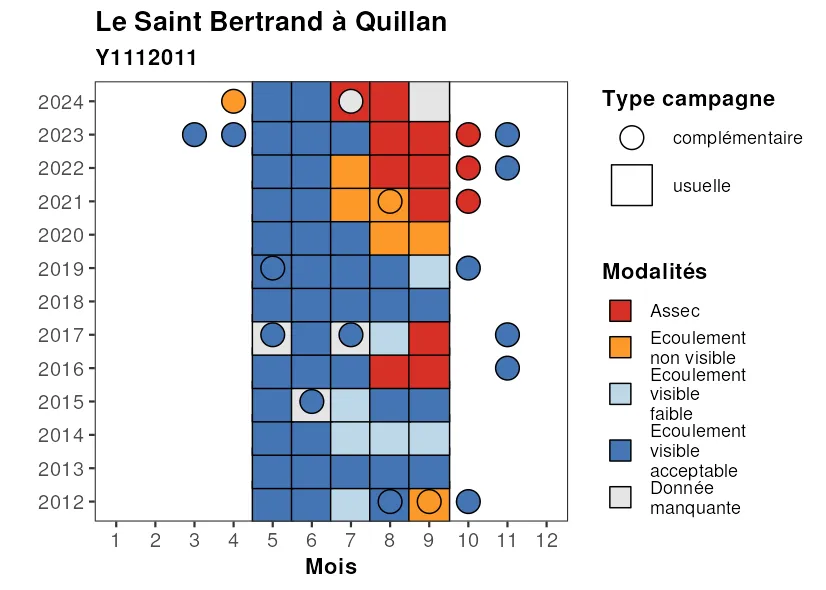 Le Saint Bertrand à Quillan
Y1112011
2024
2023
2022
2021
2020
2019
2018
2017
2016
2015
2014
2013
2012
1 2 3 4 5 6 7 8 9 10 11 12
Mois
Type campagne
complémentaire
usuelle
Modalités
Assec
Ecoulement
non visible
Ecoulement
visible
faible
Ecoulement
visible
acceptable
Donnée
manquante